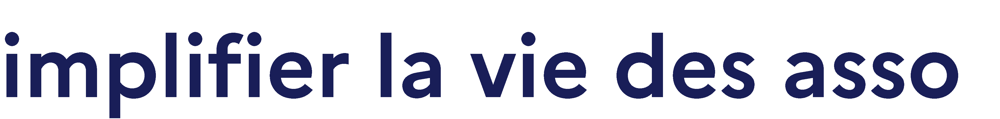 implifier la vie des asso